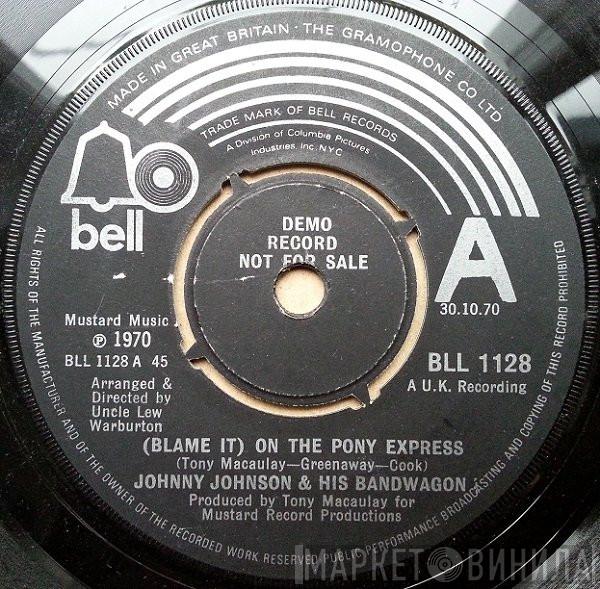 MADE IN GREAT BRITAIN · THE GRAMOPHONE CO LTD
TRADE MARK OF BELL RECORDS
A Division of Columbia Pictures
Industries, Inc, NYC
bell
DEMO
RECORD
NOT FOR SALE
A
30.10.70
Mustard Music
℗ 1970
BLL 1128 A 45
Arranged &
Directed by
Uncle Lew
Warburton
BLL 1128
A U.K. Recording
(BLAME IT) ON THE PONY EXPRESS
(Tony Macaulay—Greenaway—Cook)
JOHNNY JOHNSON & HIS BANDWAGON
Produced by Tony Macaulay for
Mustard Record Productions
ALL RIGHTS OF THE MANUFACTURER AND OF THE OWNER OF THE RECORDED WORK RESERVED PUBLIC PERFORMANCE BROADCASTING AND COPYING OF THIS RECORD PROHIBITED
МАРКЕТ ВИНИЛА